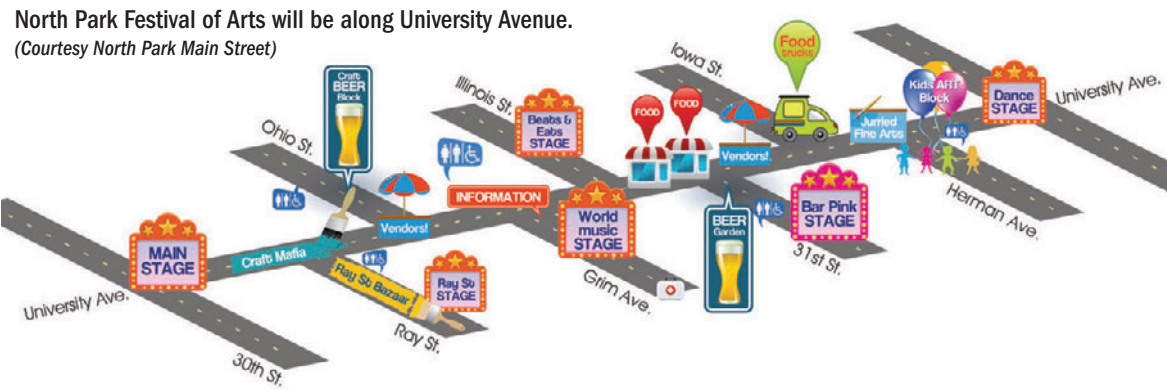 North Park Festival of Arts will be along University Avenue.
(Courtesy North Park Main Street)
Craft
BEER
Block
Ohio St.
Illinois St.
Beats &
Eats
STAGE
FOOD
FOOD
Iowa St.
Food
trucks
Vendors!
Jurried
Fine Arts
Kids ART
Block
Dance
STAGE
University Ave.
MAIN
STAGE
Craft Mafia
Vendors!
INFORMATION
World
music
STAGE
BEER
Garden
Bar Pink
STAGE
Herman Ave.
31st St.
University Ave.
Ray St Bazaar
Ray St
STAGE
Grim Ave.
Ray St.
30th St.